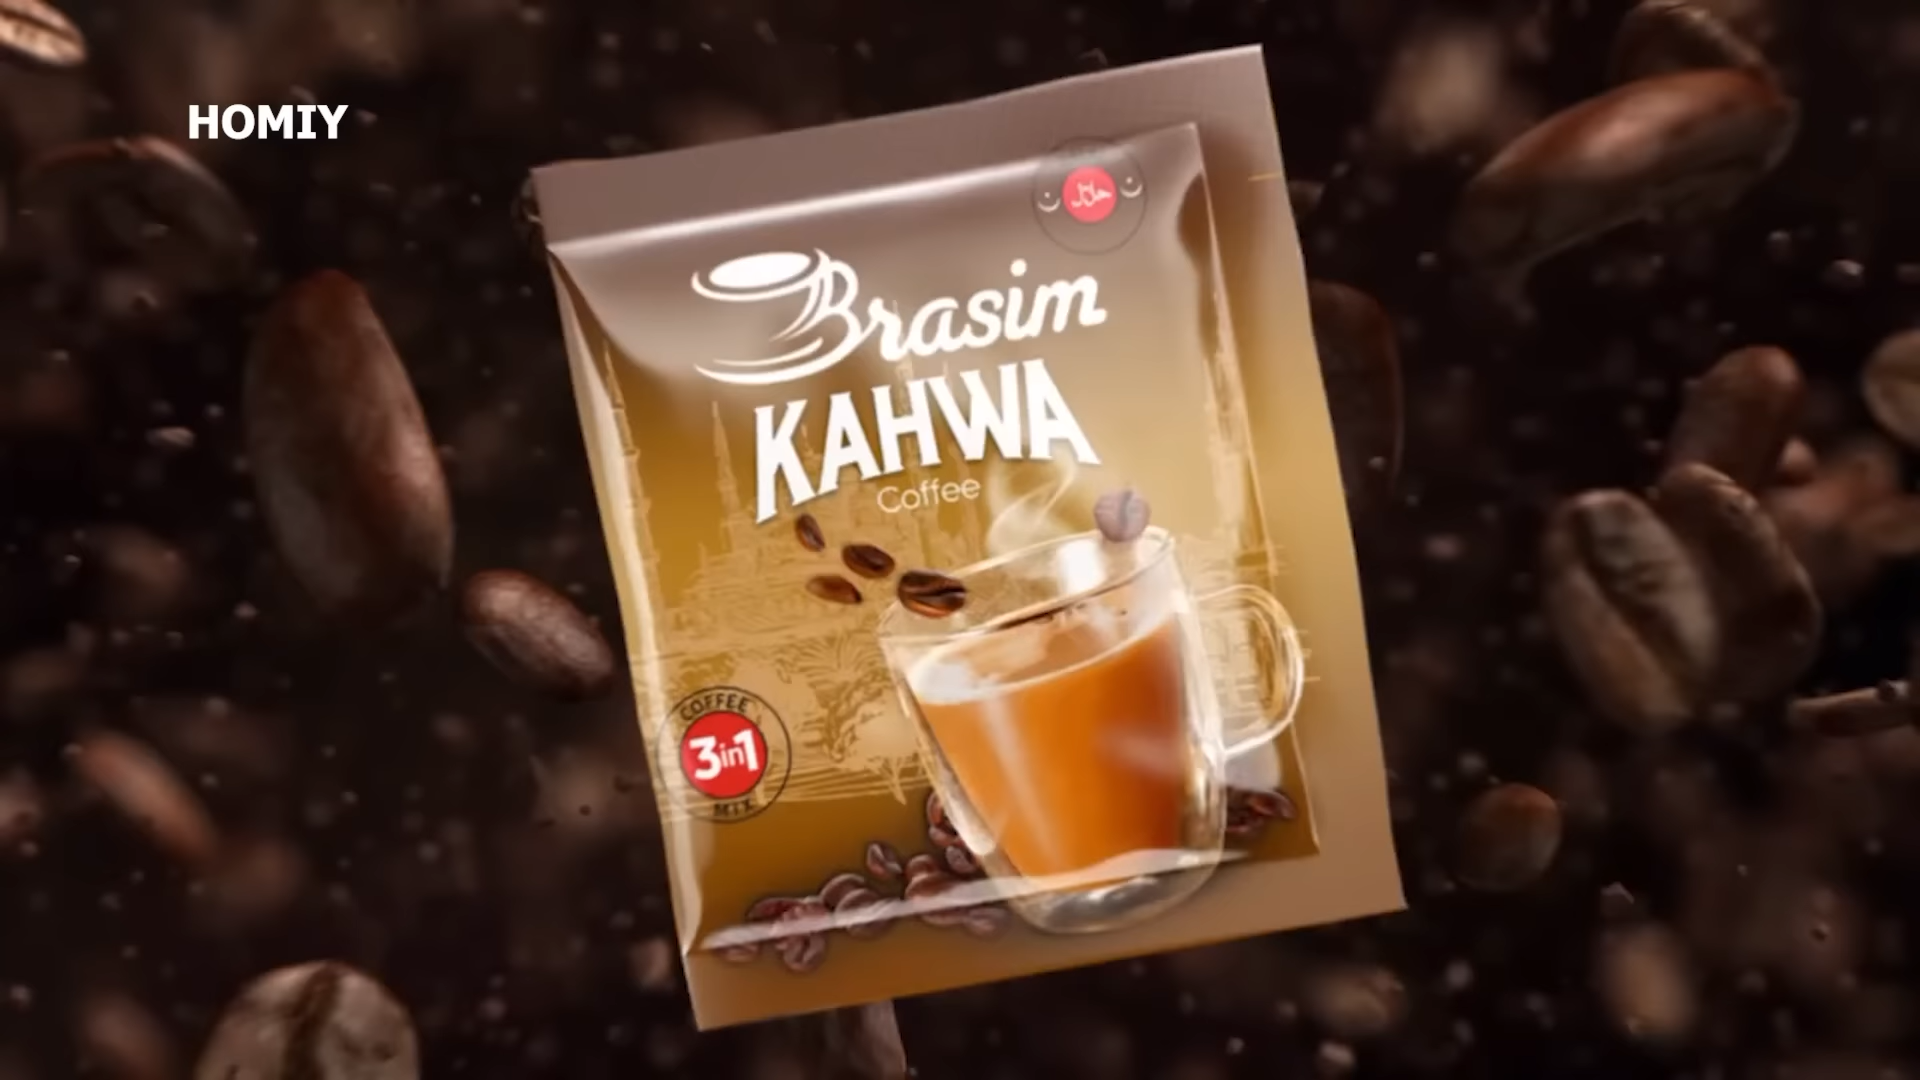 HOMIY
حلال
Brasim
KAHWA
Coffee
COFFEE
3in1
MIX